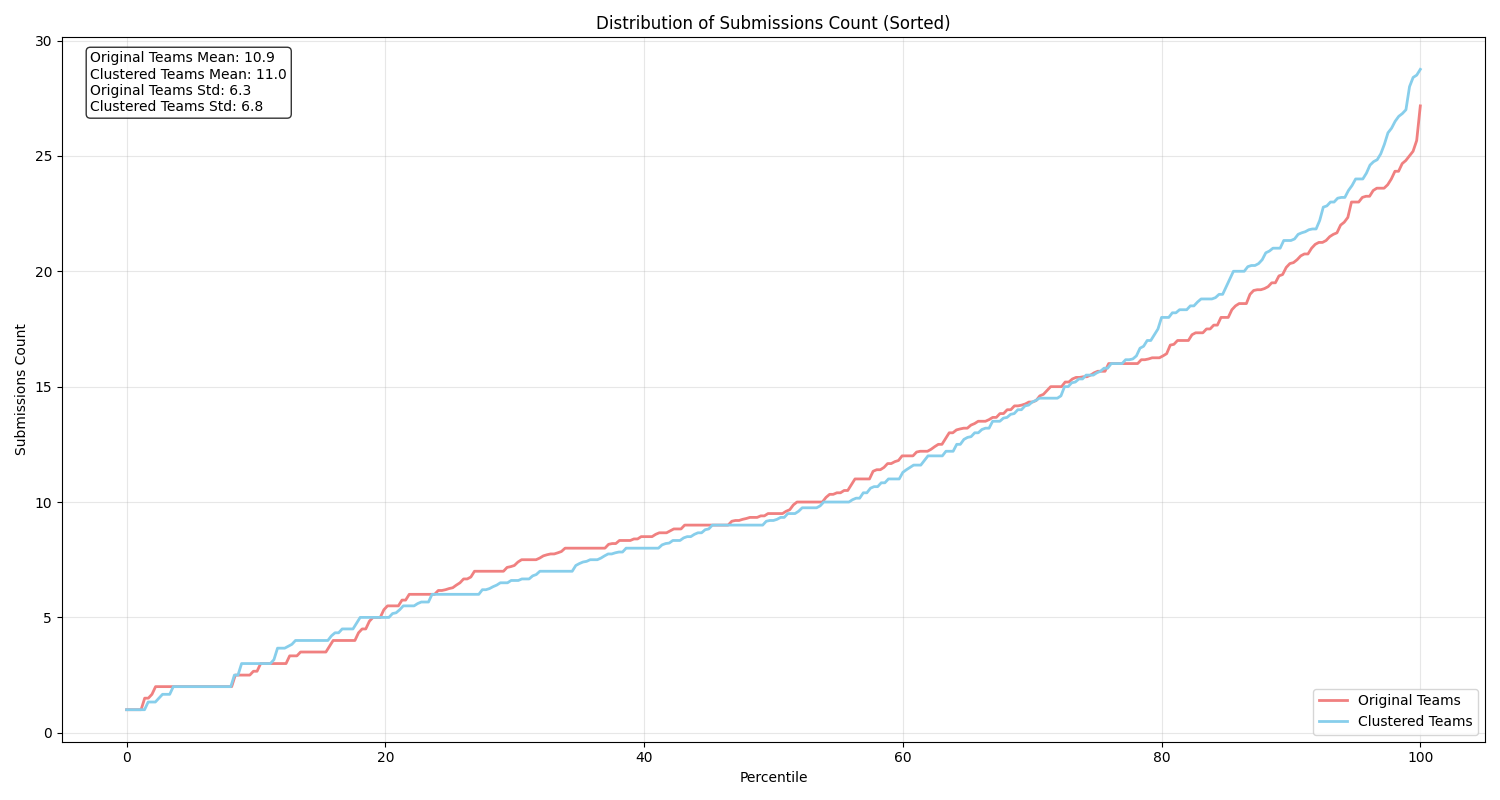 Distribution of Submissions Count (Sorted)
Original Teams Mean: 10.9
Clustered Teams Mean: 11.0
Original Teams Std: 6.3
Clustered Teams Std: 6.8
Submissions Count
30
25
20
15
10
5
0
Original Teams
Clustered Teams
0 20 40 60 80 100
Percentile